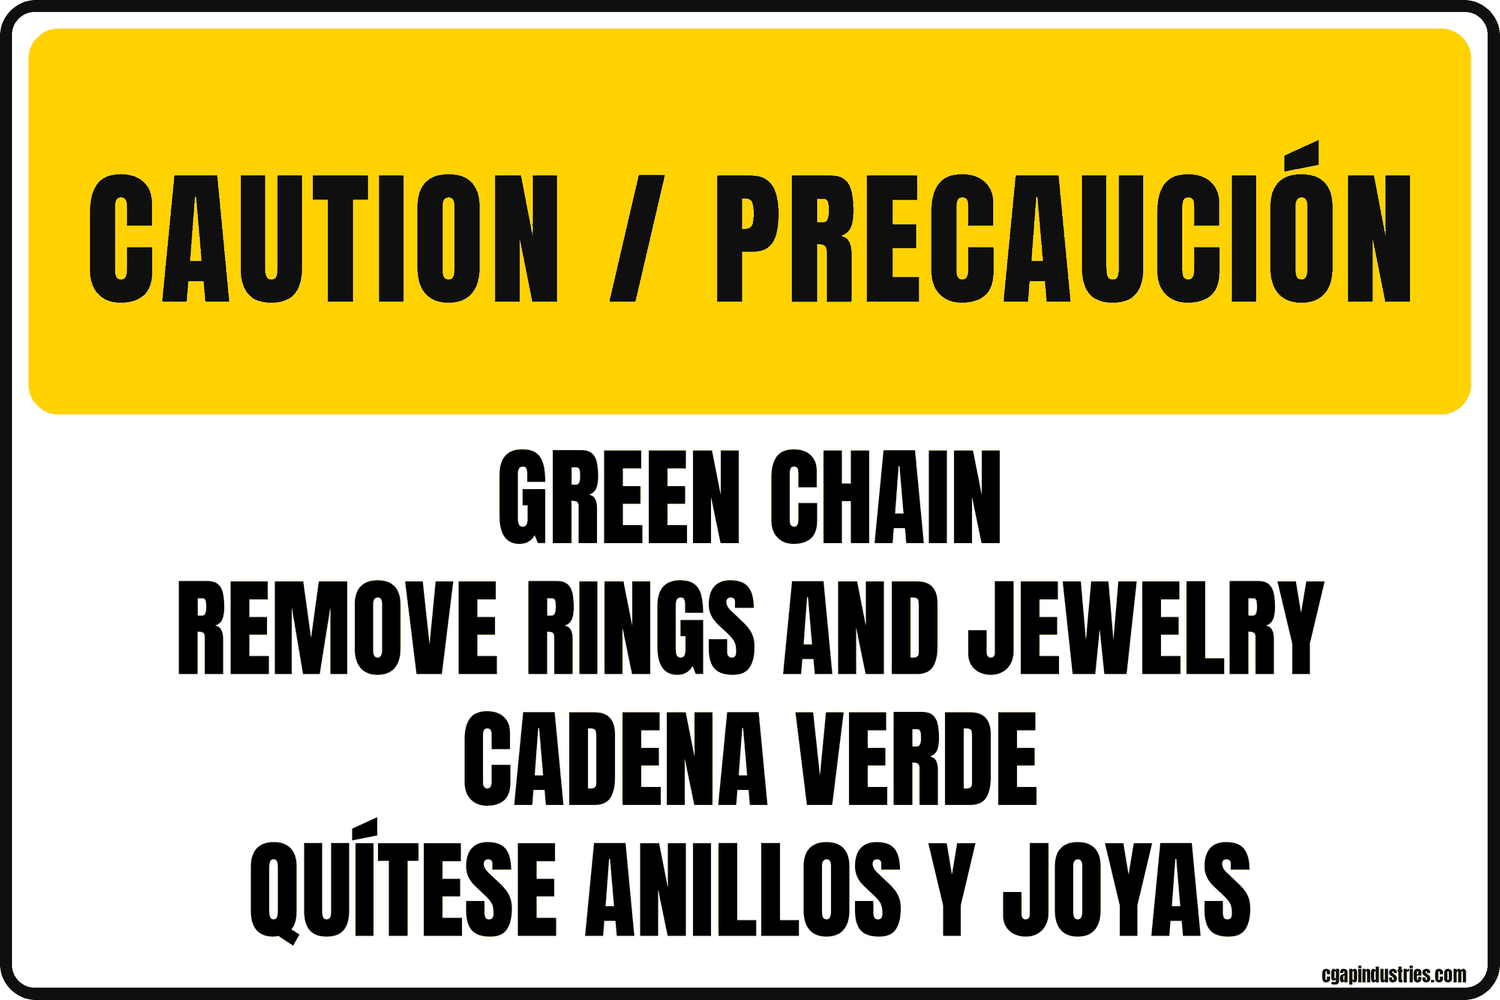 CAUTION / PRECAUCIÓN
GREEN CHAIN
REMOVE RINGS AND JEWELRY
CADENA VERDE
QUÍTESE ANILLOS Y JOYAS
cgapindustries.com